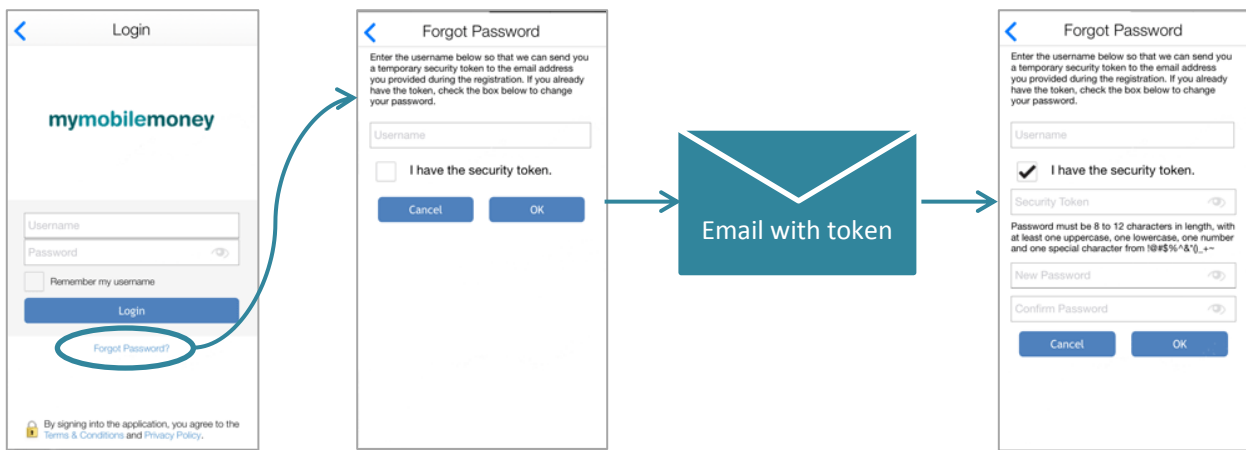 Login
mymobilemoney
Username
Password
Remember my username
Login
Forgot Password?
By signing into the application, you agree to the
Terms & Conditions and Privacy Policy.
Forgot Password
Enter the username below so that we can send you
a temporary security token to the email address
you provided during the registration. If you already
have the token, check the box below to change
your password.
Username
I have the security token.
Cancel
OK
Email with token
Forgot Password
Enter the username below so that we can send you
a temporary security token to the email address
you provided during the registration. If you already
have the token, check the box below to change
your password.
Username
I have the security token.
Security Token
Password must be 8 to 12 characters in length, with
at least one uppercase, one lowercase, one number
and one special character from !@#$%^&*()_+~
New Password
Confirm Password
Cancel
OK